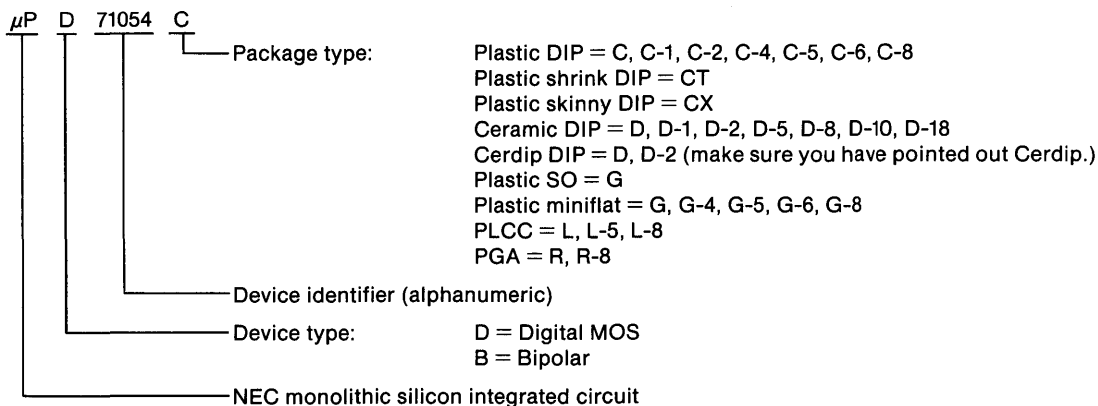 μP D 71054 C
Package type: Plastic DIP = C, C-1, C-2, C-4, C-5, C-6, C-8
Plastic shrink DIP = CT
Plastic skinny DIP = CX
Ceramic DIP = D, D-1, D-2, D-5, D-8, D-10, D-18
Cerdip DIP = D, D-2 (make sure you have pointed out Cerdip.)
Plastic SO = G
Plastic miniflat = G, G-4, G-5, G-6, G-8
PLCC = L, L-5, L-8
PGA = R, R-8
Device identifier (alphanumeric)
Device type: D = Digital MOS
B = Bipolar
NEC monolithic silicon integrated circuit